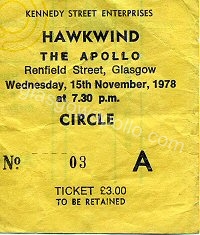 KENNEDY STREET ENTERPRISES
HAWKWIND
THE APOLLO
Renfield Street, Glasgow
Wednesday, 15th November, 1978
at 7.30 p.m.
CIRCLE
No 03 A
TICKET £3.00
TO BE RETAINED